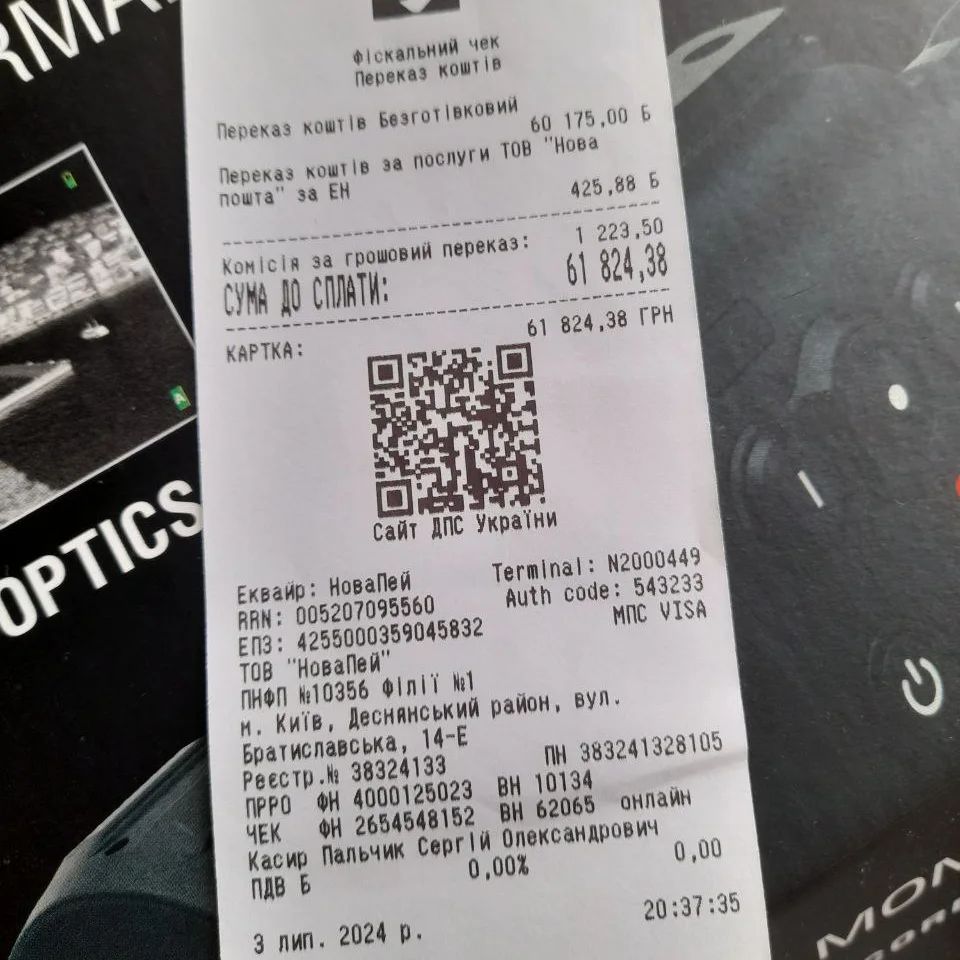 фіскальний чек
Переказ коштів
Переказ коштів Безготівковий
60 175,00 Б
Переказ коштів за послуги ТОВ "Нова
пошта" за ЕН
425,88 Б
Комісія за грошовий переказ: 1 223,50
СУМА ДО СПЛАТИ: 61 824,38
КАРТКА: 61 824,38 ГРН
Сайт ДПС України
Еквайр: НоваПей Terminal: N2000449
RRN: 005207095560 Auth code: 543233
ЕПЗ: 4255000359045832 МПС VISA
ТОВ "НоваПей"
ПНФП №10356 Філії №1
м. Київ, Деснянський район, вул.
Братиславська, 14-Е
Реєстр.№ 38324133 ПН 383241328105
ПРРО ФН 4000125023 ВН 10134
ЧЕК ФН 2654548152 ВН 62065 онлайн
Касир Пальчик Сергій Олександрович
ПДВ Б 0,00% 0,00
3 лип. 2024 р. 20:37:35
OPTICS